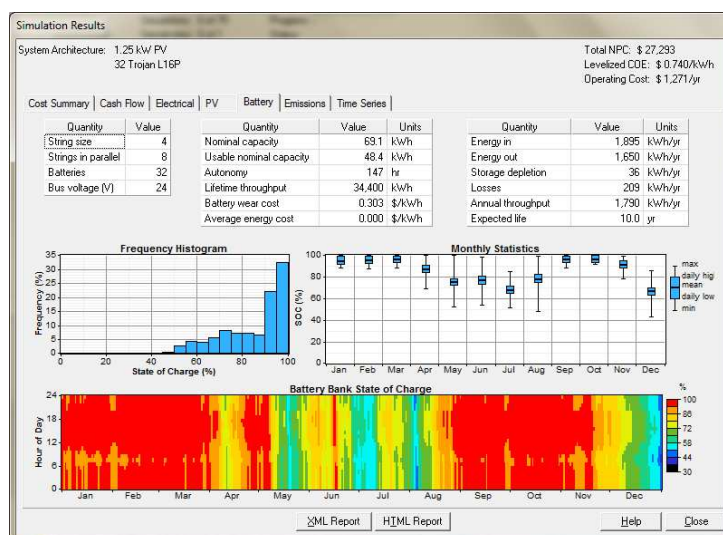 Simulation Results
System Architecture: 1.25 kW PV
32 Trojan L16P
Total NPC: $ 27,293
Levelized COE: $ 0.740/kWh
Operating Cost: $ 1,271/yr
Cost Summary Cash Flow Electrical PV Battery Emissions Time Series
Quantity Value
String size 4
Strings in parallel 8
Batteries 32
Bus voltage (V) 24
Quantity Value Units
Nominal capacity 69.1 kWh
Usable nominal capacity 48.4 kWh
Autonomy 147 hr
Lifetime throughput 34,400 kWh
Battery wear cost 0.303 $/kWh
Average energy cost 0.000 $/kWh
Quantity Value Units
Energy in 1,895 kWh/yr
Energy out 1,650 kWh/yr
Storage depletion 36 kWh/yr
Losses 209 kWh/yr
Annual throughput 1,790 kWh/yr
Expected life 10.0 yr
Frequency Histogram
Frequency (%)
35
30
25
20
15
10
5
0
0 20 40 60 80 100
State of Charge (%)
Monthly Statistics
SOC (%)
100
80
60
40
20
0
Jan Feb Mar Apr May Jun Jul Aug Sep Oct Nov Dec
max
daily hig
mean
daily low
min
Battery Bank State of Charge
Hour of Day
24
18
12
6
0
Jan Feb Mar Apr May Jun Jul Aug Sep Oct Nov Dec
%
100
86
72
58
44
30
XML Report HTML Report Help Close